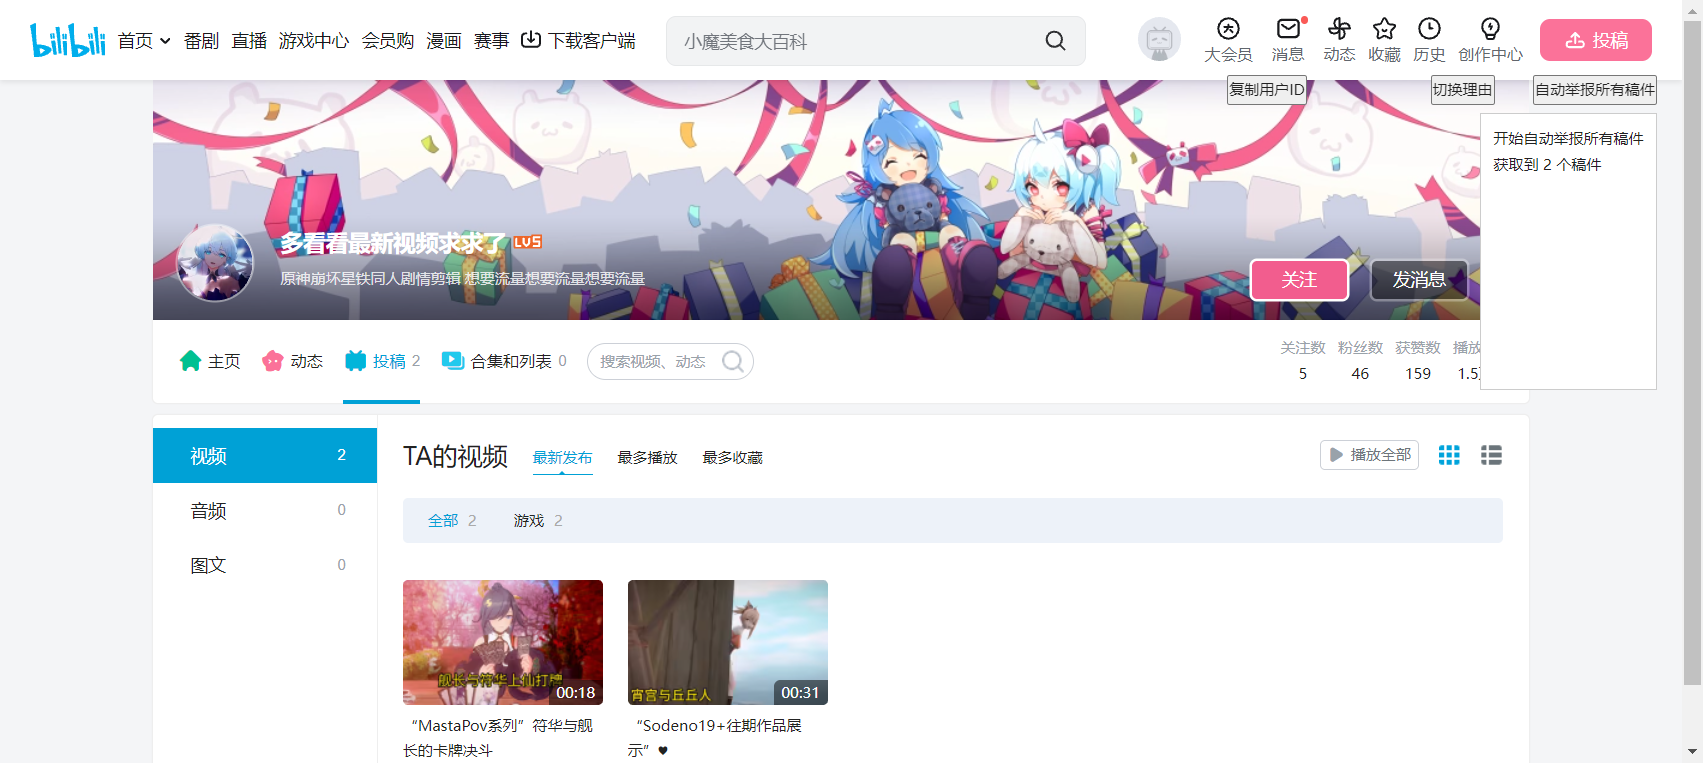 bilibili
首页 番剧 直播 游戏中心 会员购 漫画 赛事 下载客户端
小魔美食大百科
大会员 消息 动态 收藏 历史 创作中心
投稿
复制用户ID
切换理由
自动举报所有稿件
开始自动举报所有稿件
获取到 2 个稿件
多看看最新视频求求了 LV5
原神崩坏星铁同人剧情剪辑 想要流量想要流量想要流量
关注
发消息
主页 动态 投稿 2 合集和列表 0
搜索视频、动态
关注数 粉丝数 获赞数 播放
5 46 159 1.5
视频 2
音频 0
图文 0
TA的视频 最新发布 最多播放 最多收藏
播放全部
全部 2 游戏 2
舰长与符华上仙打牌
00:18
宵宫与丘丘人
00:31
“MastaPov系列”符华与舰
长的卡牌决斗
“Sodeno19+往期作品展
示”♥